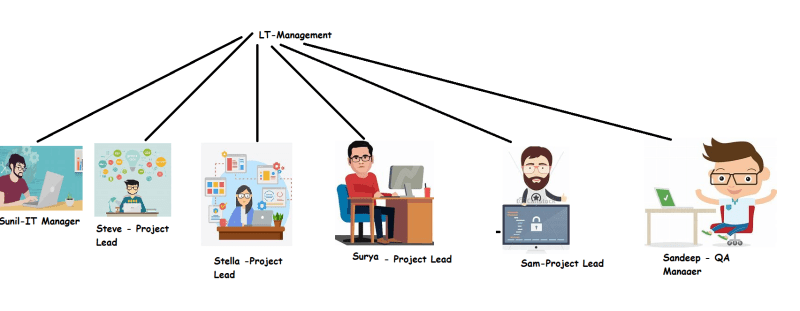 LT-Management
Sunil-IT Manager
Steve - Project
Lead
Stella -Project
Lead
Surya - Project Lead
Sam-Project Lead
Sandeep - QA
Manager